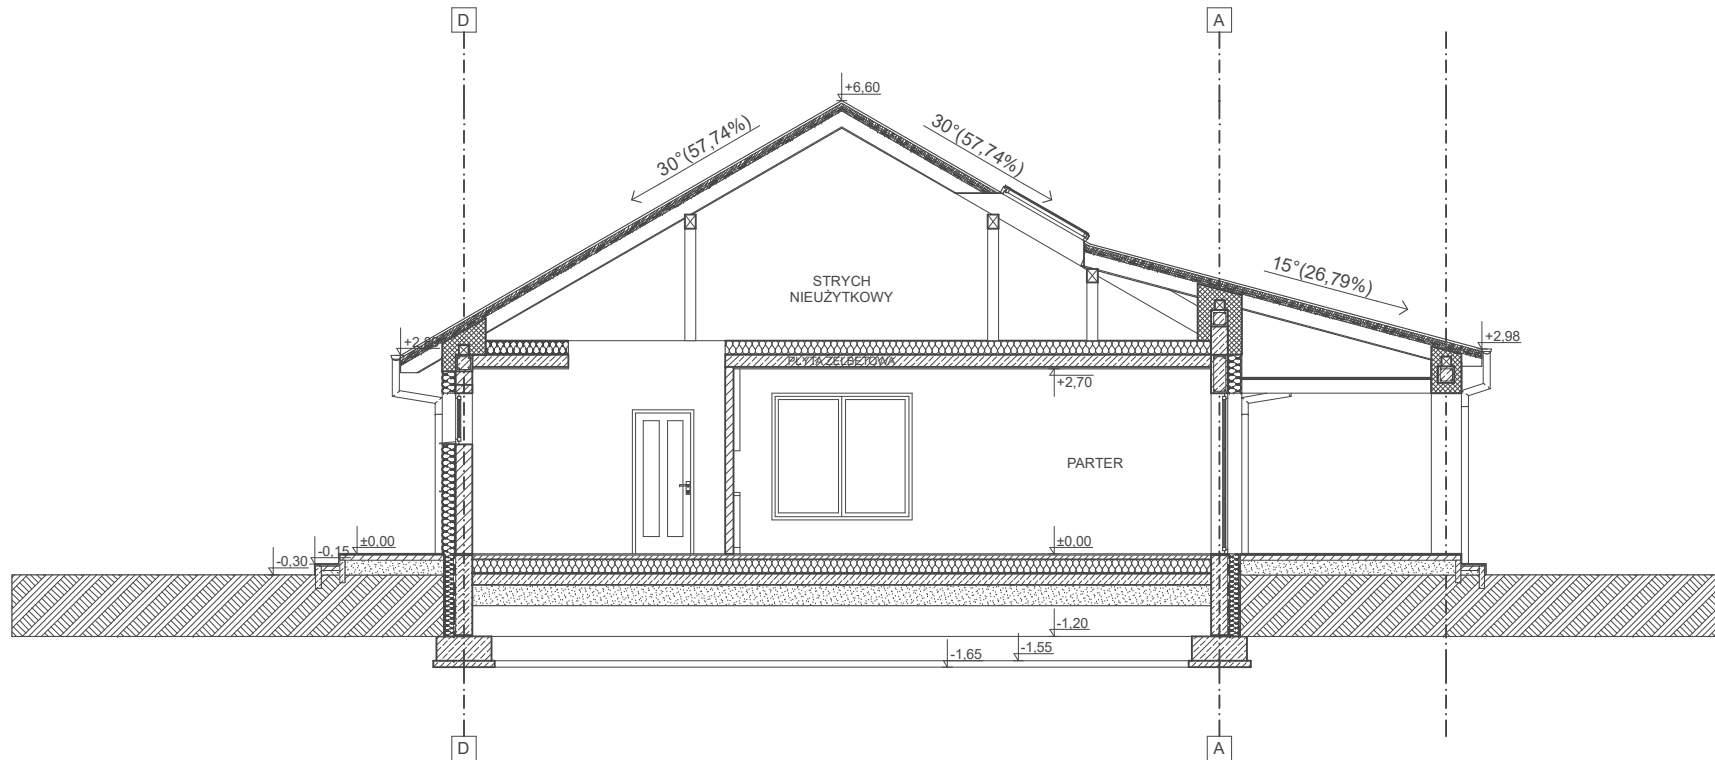 D
A
+6,60
30°(57,74%)
30°(57,74%)
15°(26,79%)
STRYCH
NIEUŻYTKOWY
+2,98
PŁYTA ŻELBETOWA
+2,70
PARTER
±0,00
±0,00
-0,15
-0,30
-1,20
-1,55
-1,65
D
A